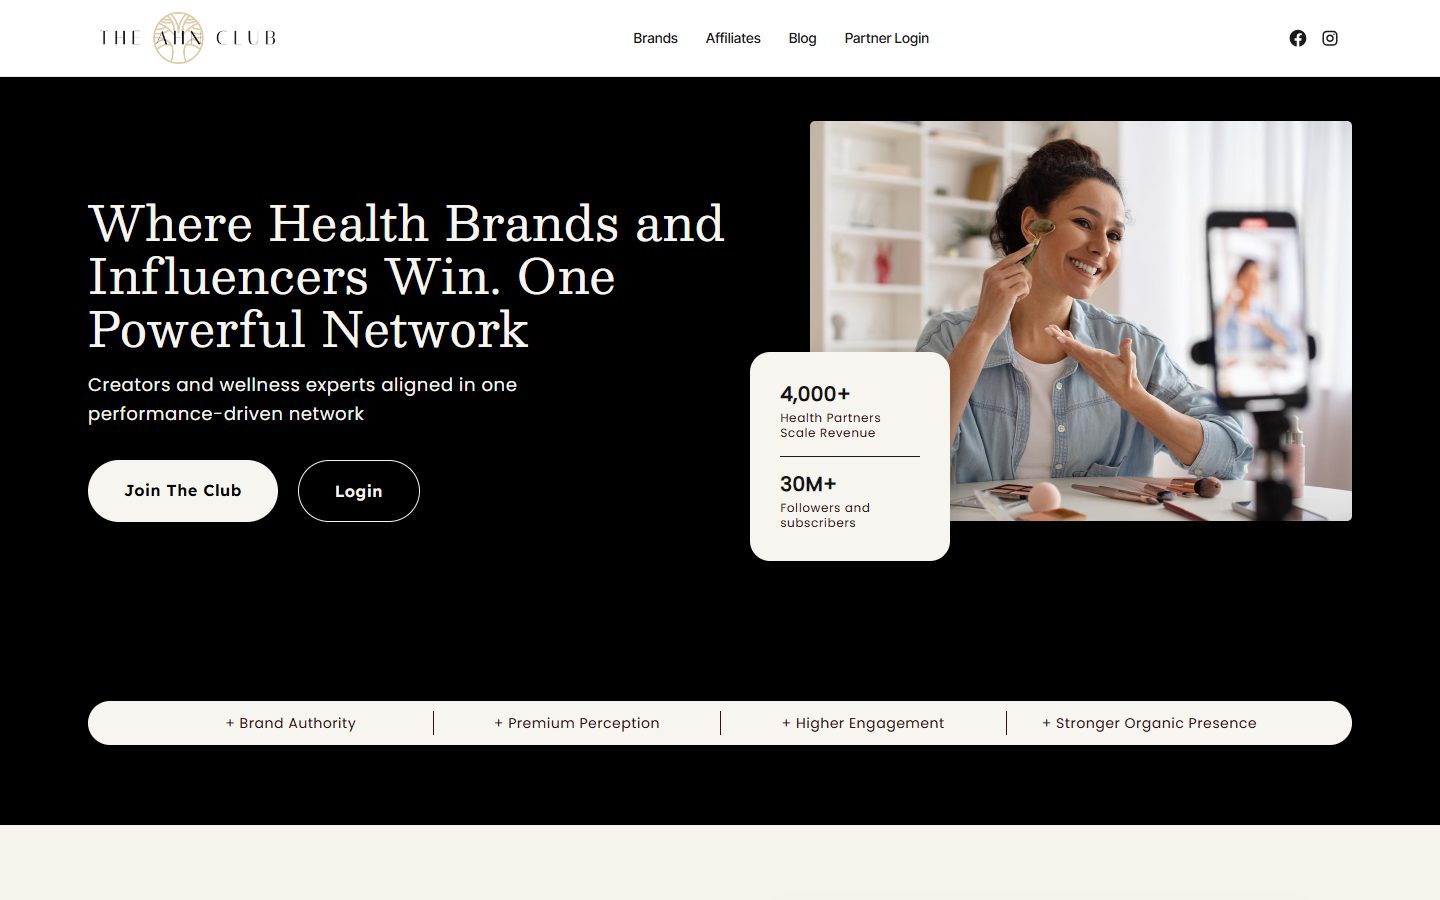 THE AHN CLUB
Brands
Affiliates
Blog
Partner Login
Where Health Brands and
Influencers Win. One
Powerful Network
Creators and wellness experts aligned in one
performance-driven network
Join The Club
Login
4,000+
Health Partners
Scale Revenue
30M+
Followers and
subscribers
+ Brand Authority
+ Premium Perception
+ Higher Engagement
+ Stronger Organic Presence